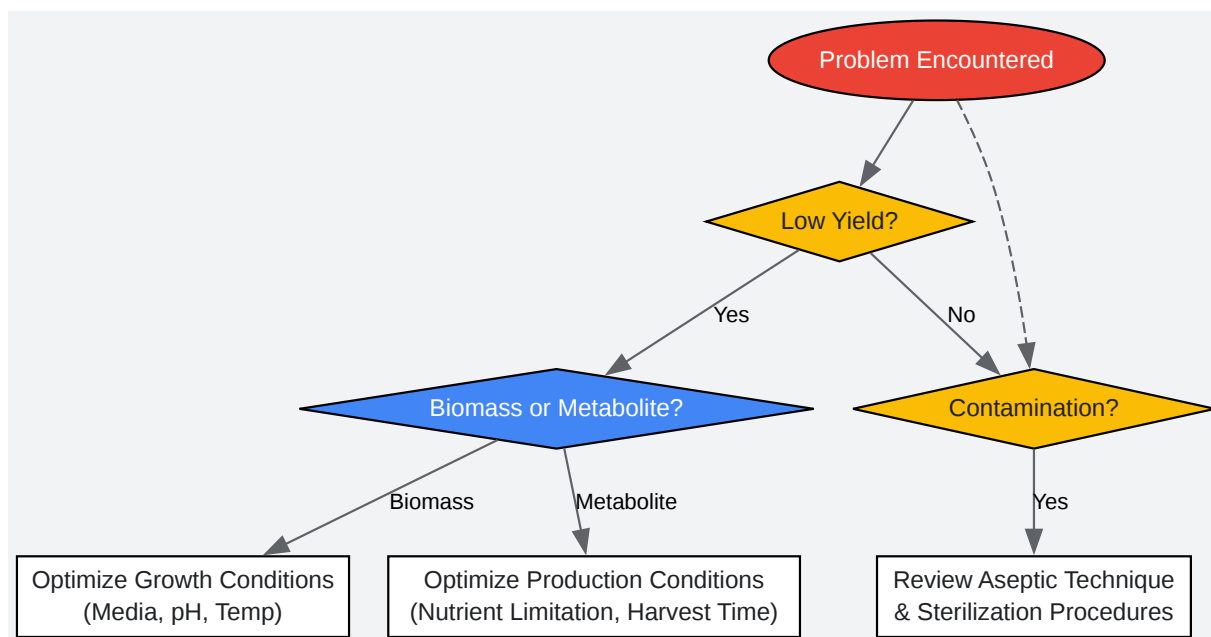 Problem Encountered
Low Yield?
Yes
No
Biomass or Metabolite?
Contamination?
Biomass
Metabolite
Yes
Optimize Growth Conditions
(Media, pH, Temp)
Optimize Production Conditions
(Nutrient Limitation, Harvest Time)
Review Aseptic Technique
& Sterilization Procedures